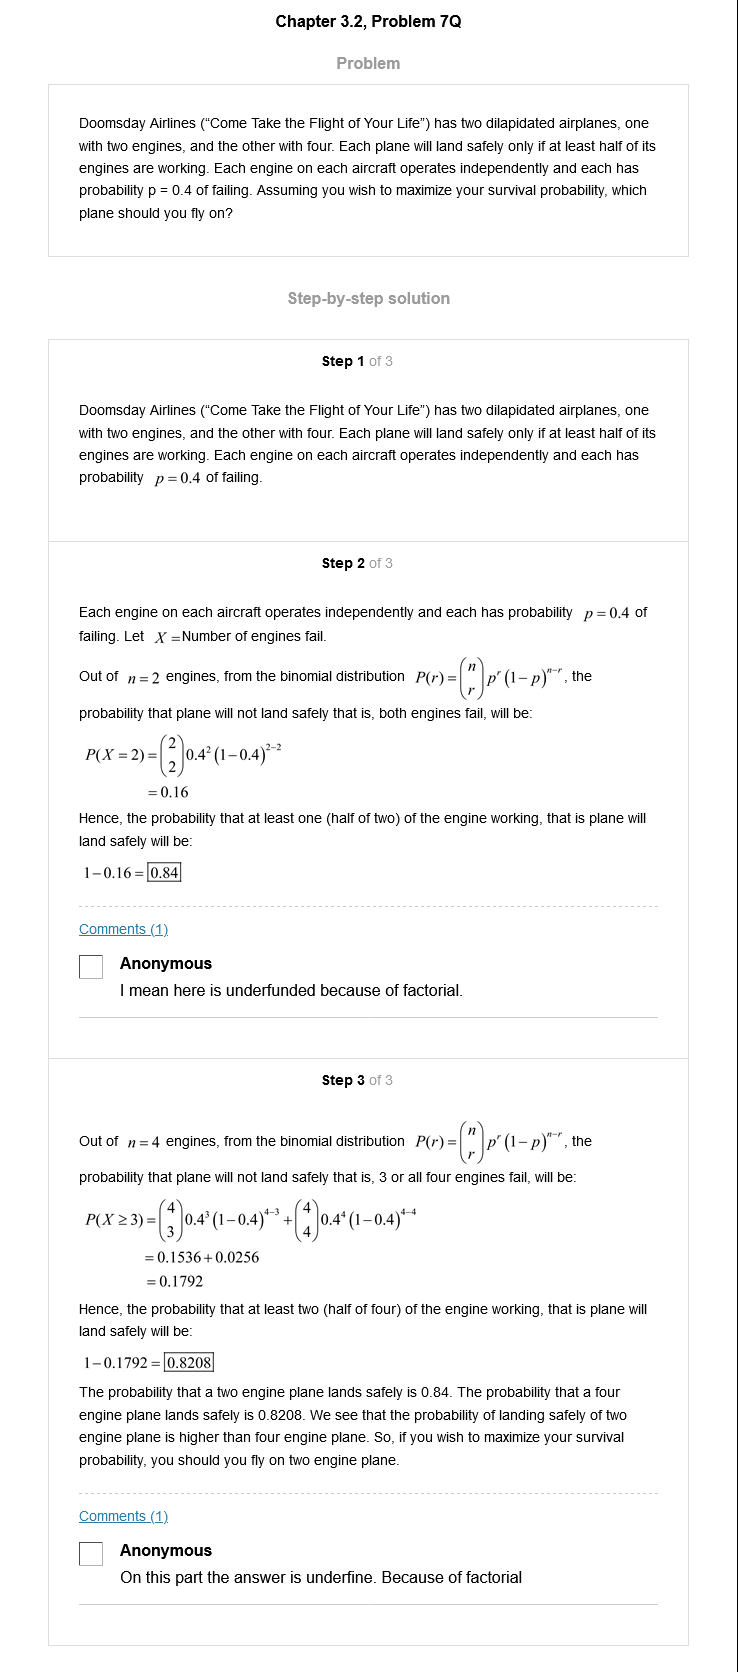 Chapter 3.2, Problem 7Q
Problem
Doomsday Airlines (“Come Take the Flight of Your Life”) has two dilapidated airplanes, one
with two engines, and the other with four. Each plane will land safely only if at least half of its
engines are working. Each engine on each aircraft operates independently and each has
probability p = 0.4 of failing. Assuming you wish to maximize your survival probability, which
plane should you fly on?
Step-by-step solution
Step 1 of 3
Doomsday Airlines (“Come Take the Flight of Your Life”) has two dilapidated airplanes, one
with two engines, and the other with four. Each plane will land safely only if at least half of its
engines are working. Each engine on each aircraft operates independently and each has
probability p = 0.4 of failing.
Step 2 of 3
Each engine on each aircraft operates independently and each has probability p = 0.4 of
failing. Let X =Number of engines fail.
Out of n = 2 engines, from the binomial distribution P(r) = (n r) p^r (1−p)^{n−r}, the
probability that plane will not land safely that is, both engines fail, will be:
P(X = 2) = (2 2) 0.4² (1−0.4)^{2−2}
= 0.16
Hence, the probability that at least one (half of two) of the engine working, that is plane will
land safely will be:
1−0.16 = 0.84
Comments (1)
Anonymous
I mean here is underfunded because of factorial.
Step 3 of 3
Out of n = 4 engines, from the binomial distribution P(r) = (n r) p^r (1−p)^{n−r}, the
probability that plane will not land safely that is, 3 or all four engines fail, will be:
P(X ≥ 3) = (4 3) 0.4³ (1−0.4)^{4−3} + (4 4) 0.4⁴ (1−0.4)^{4−4}
= 0.1536 + 0.0256
= 0.1792
Hence, the probability that at least two (half of four) of the engine working, that is plane will
land safely will be:
1−0.1792 = 0.8208
The probability that a two engine plane lands safely is 0.84. The probability that a four
engine plane lands safely is 0.8208. We see that the probability of landing safely of two
engine plane is higher than four engine plane. So, if you wish to maximize your survival
probability, you should you fly on two engine plane.
Comments (1)
Anonymous
On this part the answer is underfine. Because of factorial